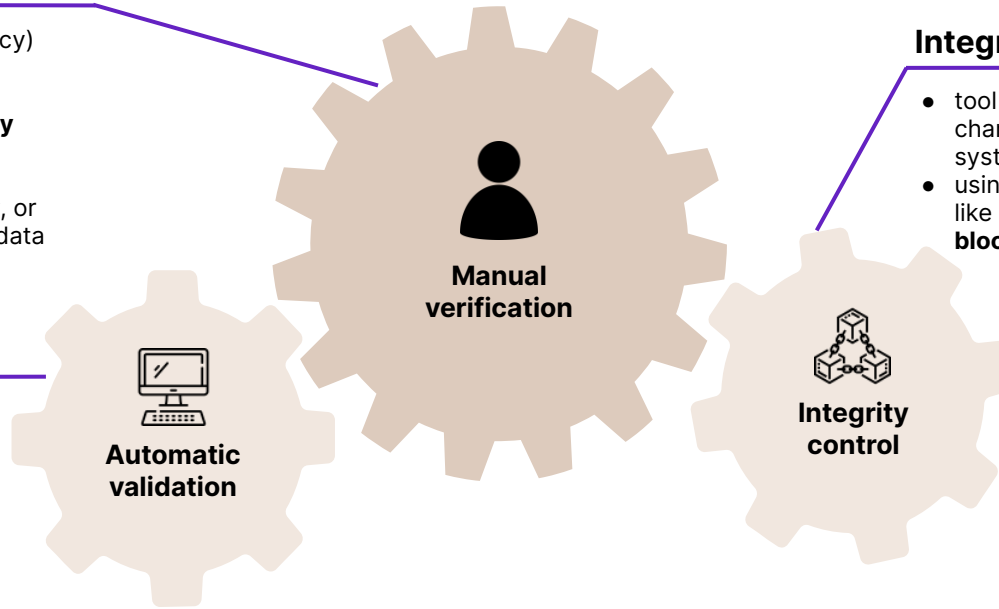 cy)
y
, or
data
Manual
verification
Automatic
validation
Integrity
control
Integr
● tool
char
syst
● usin
like
bloc